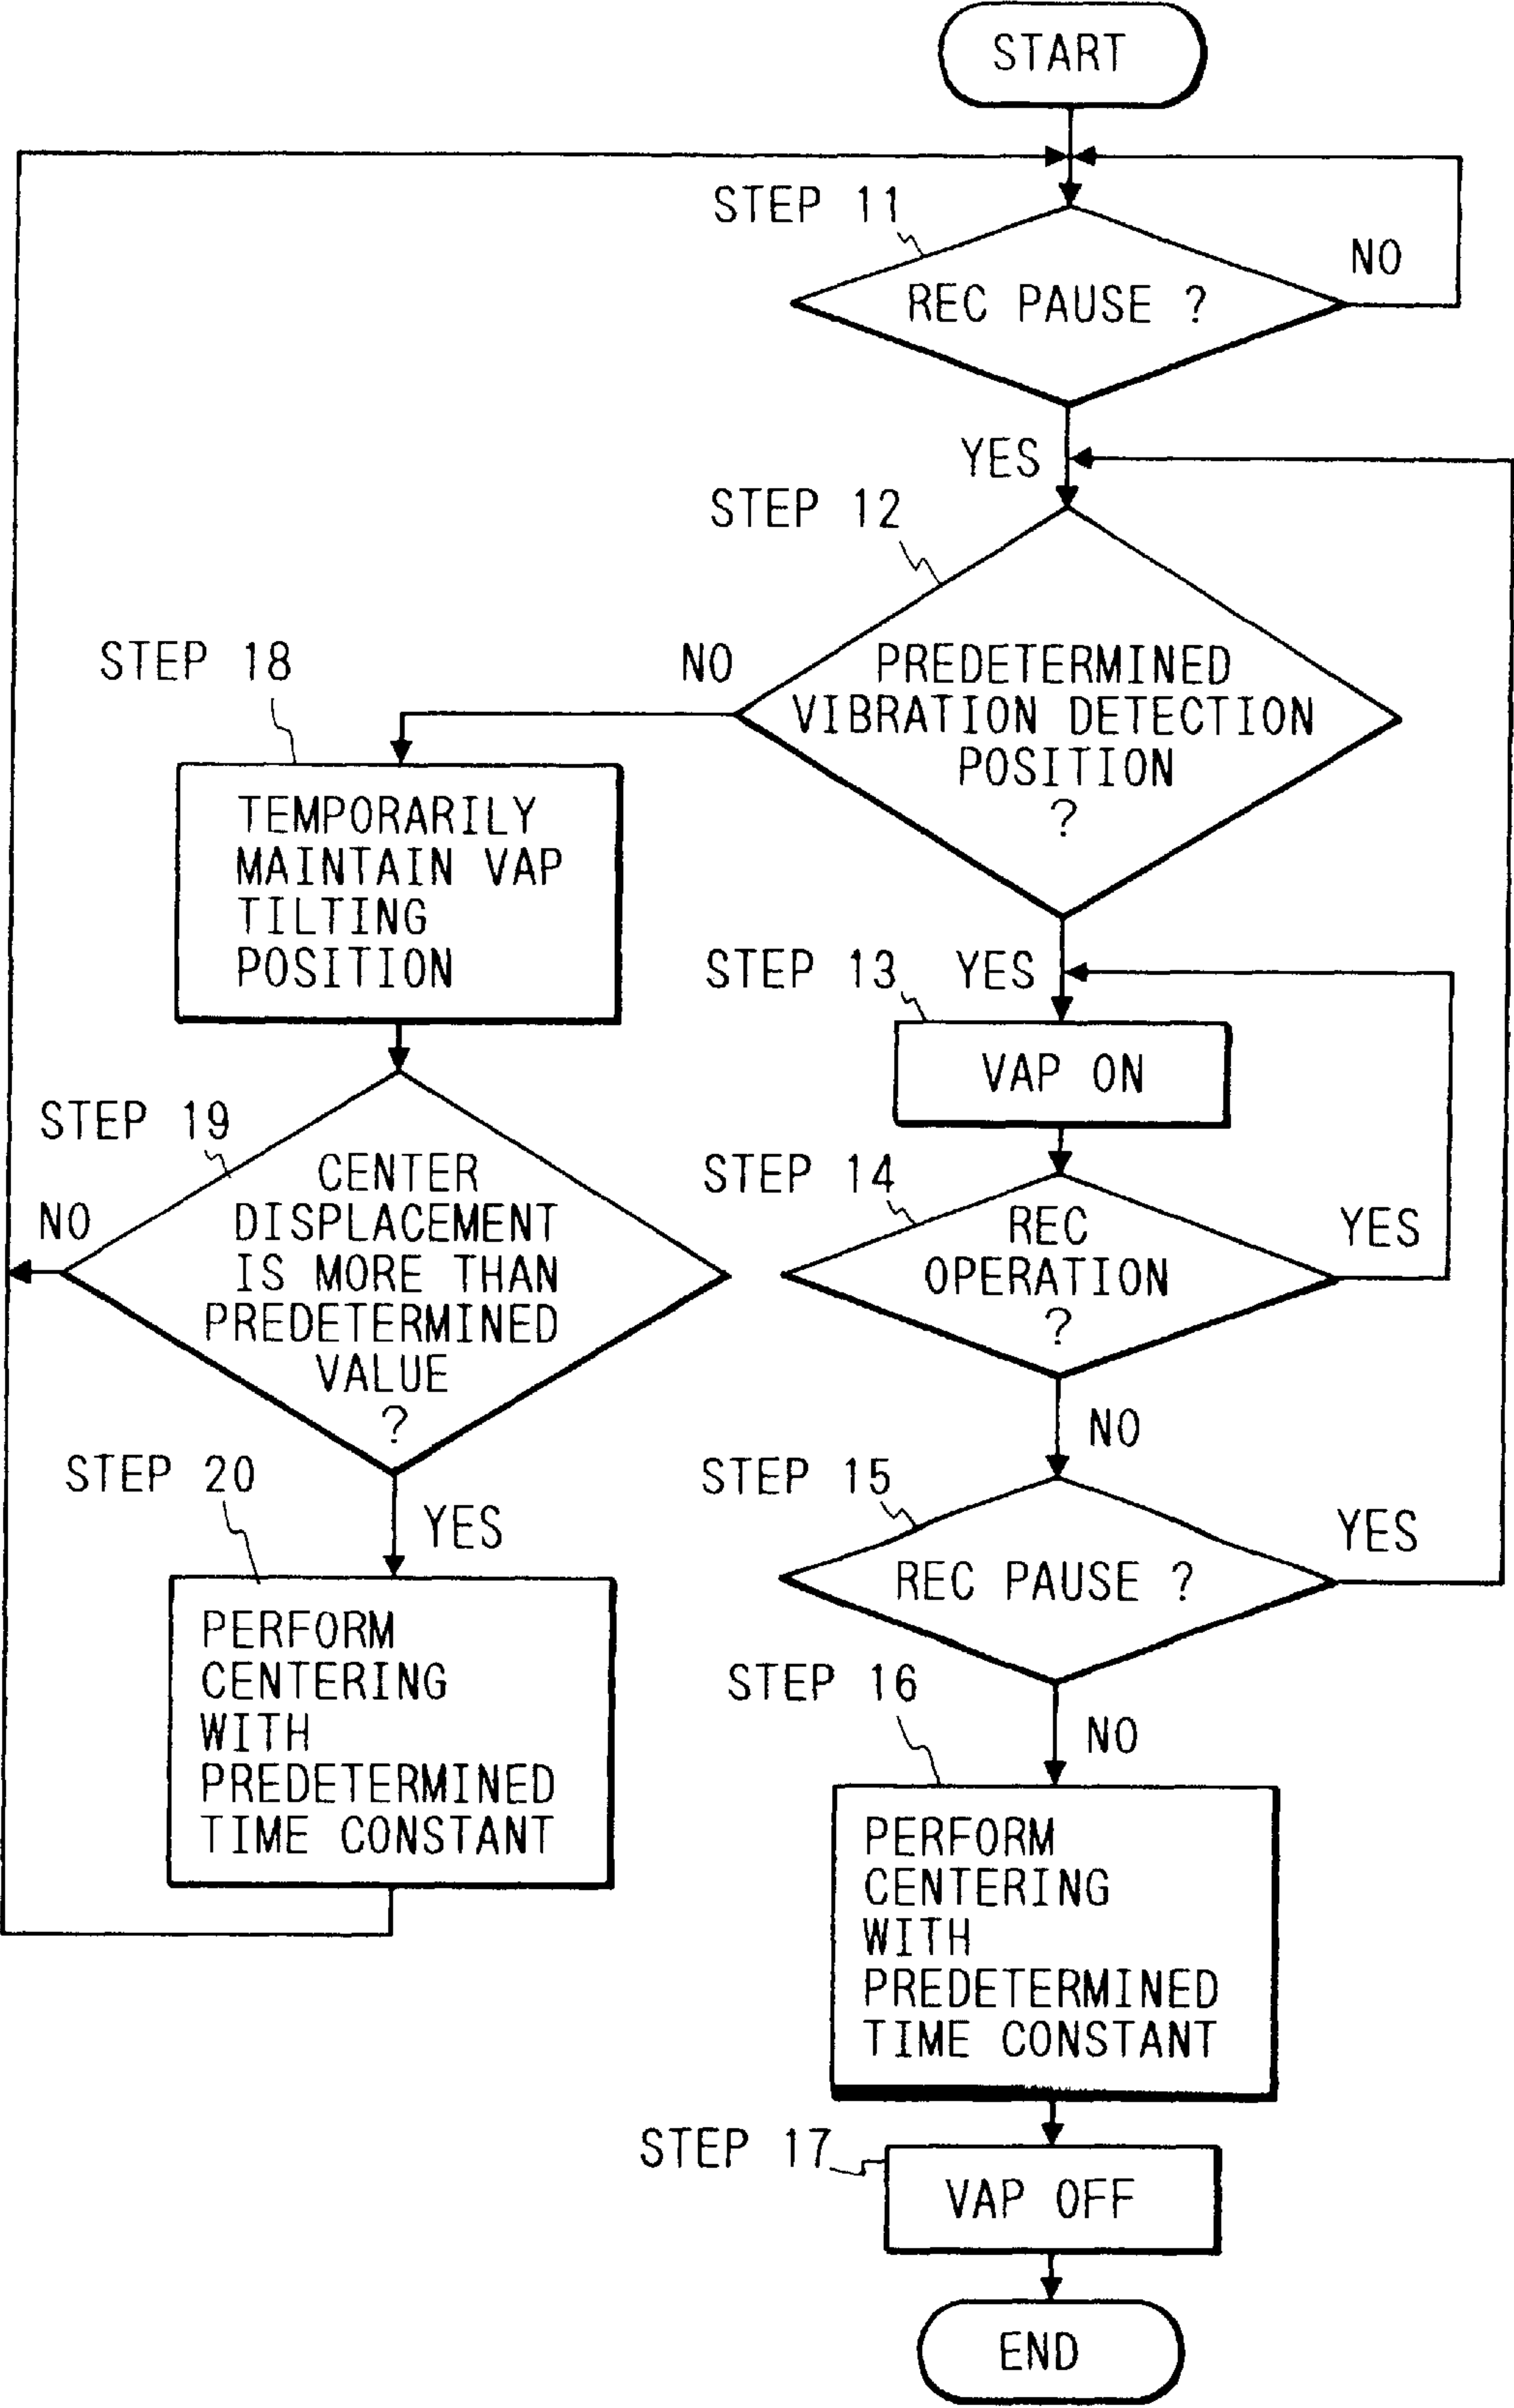 START
STEP 11
NO
REC PAUSE ?
YES
STEP 12
NO
PREDETERMINED
VIBRATION DETECTION
POSITION
?
STEP 18
TEMPORARILY
MAINTAIN VAP
TILTING
POSITION
STEP 13
YES
VAP ON
STEP 19
NO
CENTER
DISPLACEMENT
IS MORE THAN
PREDETERMINED
VALUE
?
STEP 14
REC
OPERATION
?
YES
NO
STEP 20
YES
PERFORM
CENTERING
WITH
PREDETERMINED
TIME CONSTANT
STEP 15
YES
REC PAUSE ?
STEP 16
NO
PERFORM
CENTERING
WITH
PREDETERMINED
TIME CONSTANT
STEP 17
VAP OFF
END